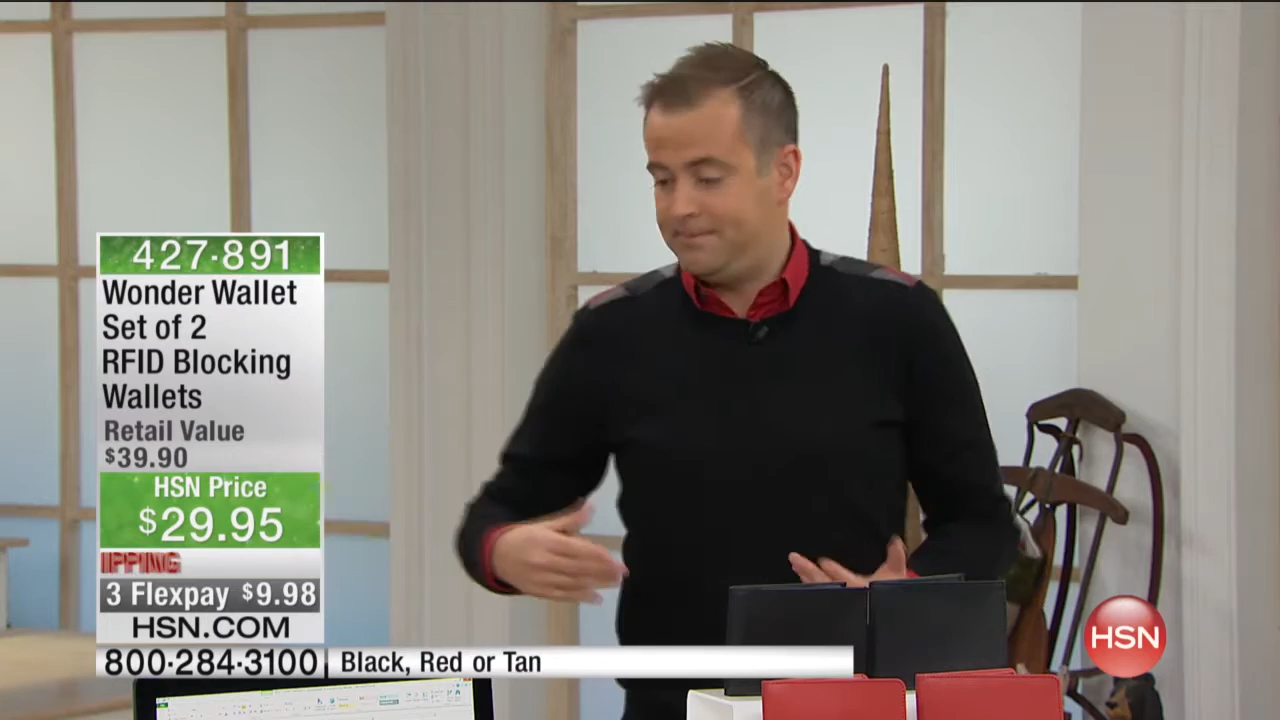 427·891
Wonder Wallet
Set of 2
RFID Blocking
Wallets
Retail Value
$39.90
HSN Price
$29.95
IPPING
3 Flexpay $9.98
HSN.COM
800·284·3100
Black, Red or Tan
HSN